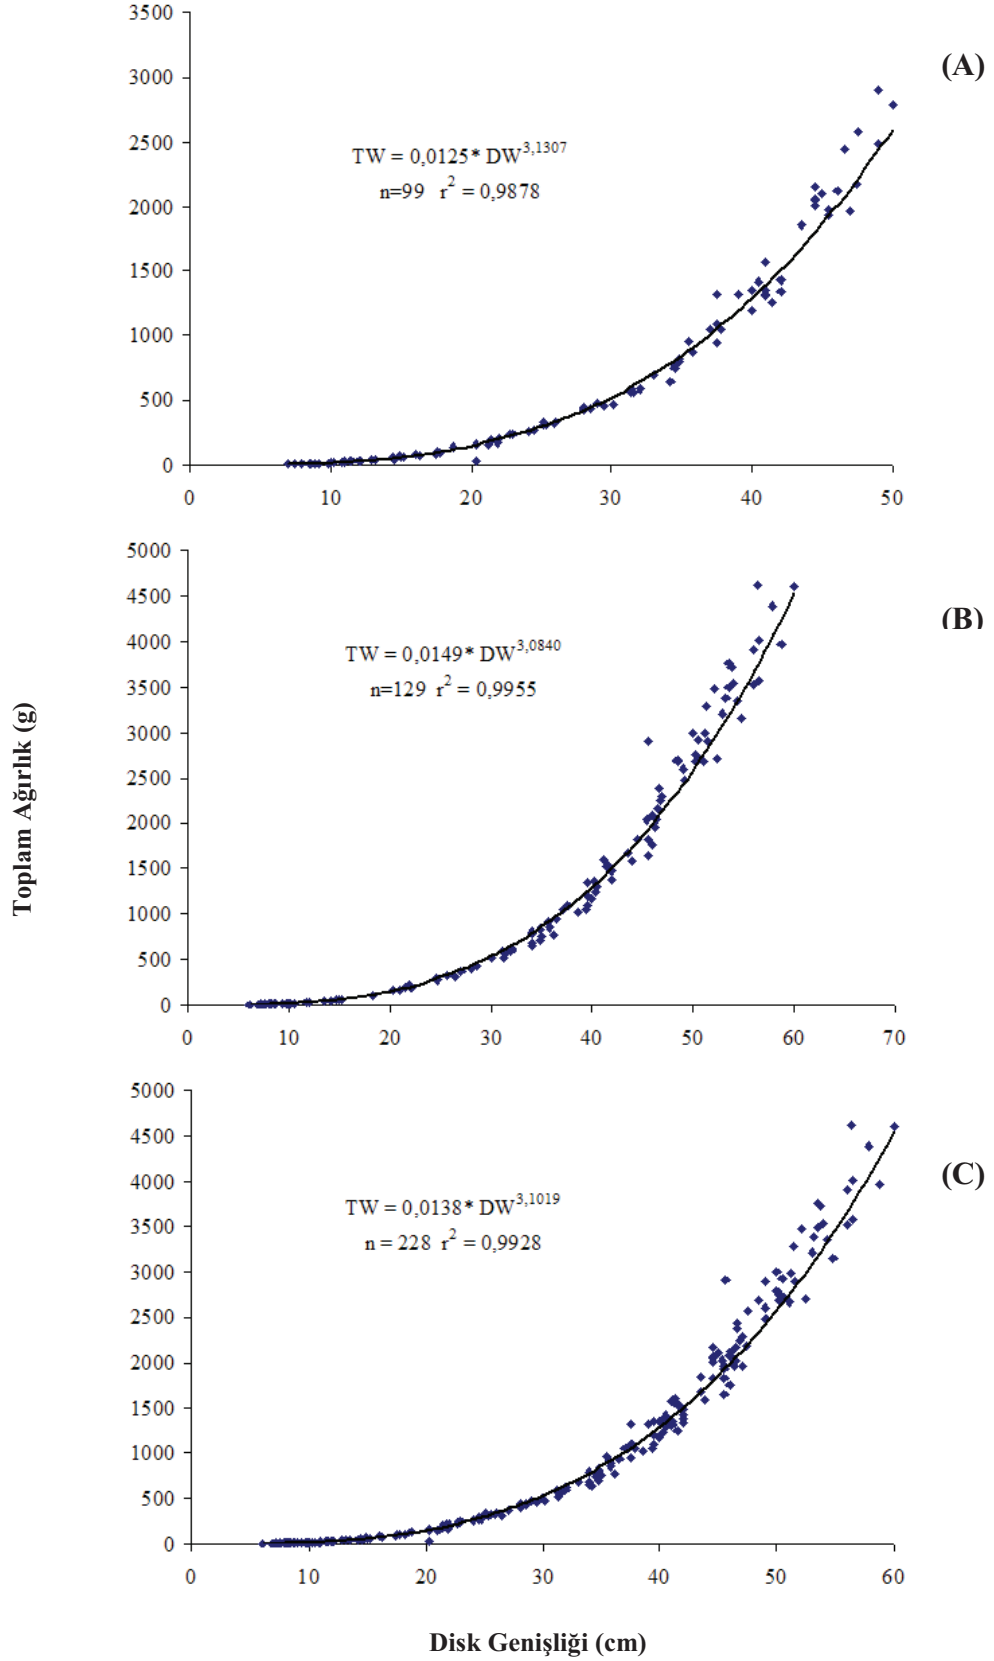 3500
3000
2500
2000
1500
1000
500
0
(A)
TW = 0,0125* DW^3,1307
n=99 r^2 = 0,9878
0 10 20 30 40 50
5000
4500
4000
3500
3000
2500
2000
1500
1000
500
0
(B)
TW = 0,0149* DW^3,0840
n=129 r^2 = 0,9955
0 10 20 30 40 50 60 70
Toplam Ağırlık (g)
5000
4500
4000
3500
3000
2500
2000
1500
1000
500
0
(C)
TW = 0,0138* DW^3,1019
n = 228 r^2 = 0,9928
0 10 20 30 40 50 60
Disk Genişliği (cm)